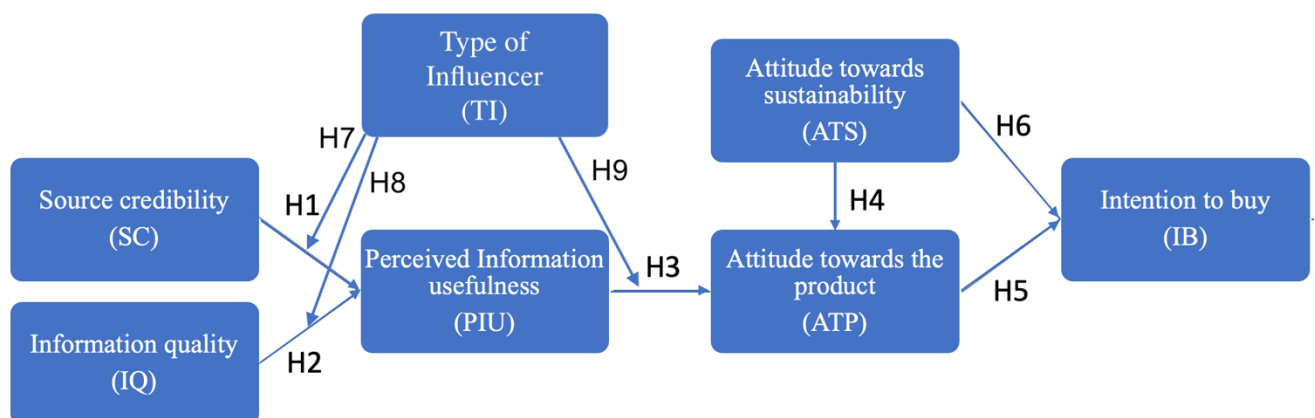 Type of
Influencer
(TI)
Attitude towards
sustainability
(ATS)
H7
H8
H9
H6
Source credibility
(SC)
H1
H4
Intention to buy
(IB)
Perceived Information
usefulness
(PIU)
H3
Attitude towards the
product
(ATP)
H5
Information quality
(IQ)
H2